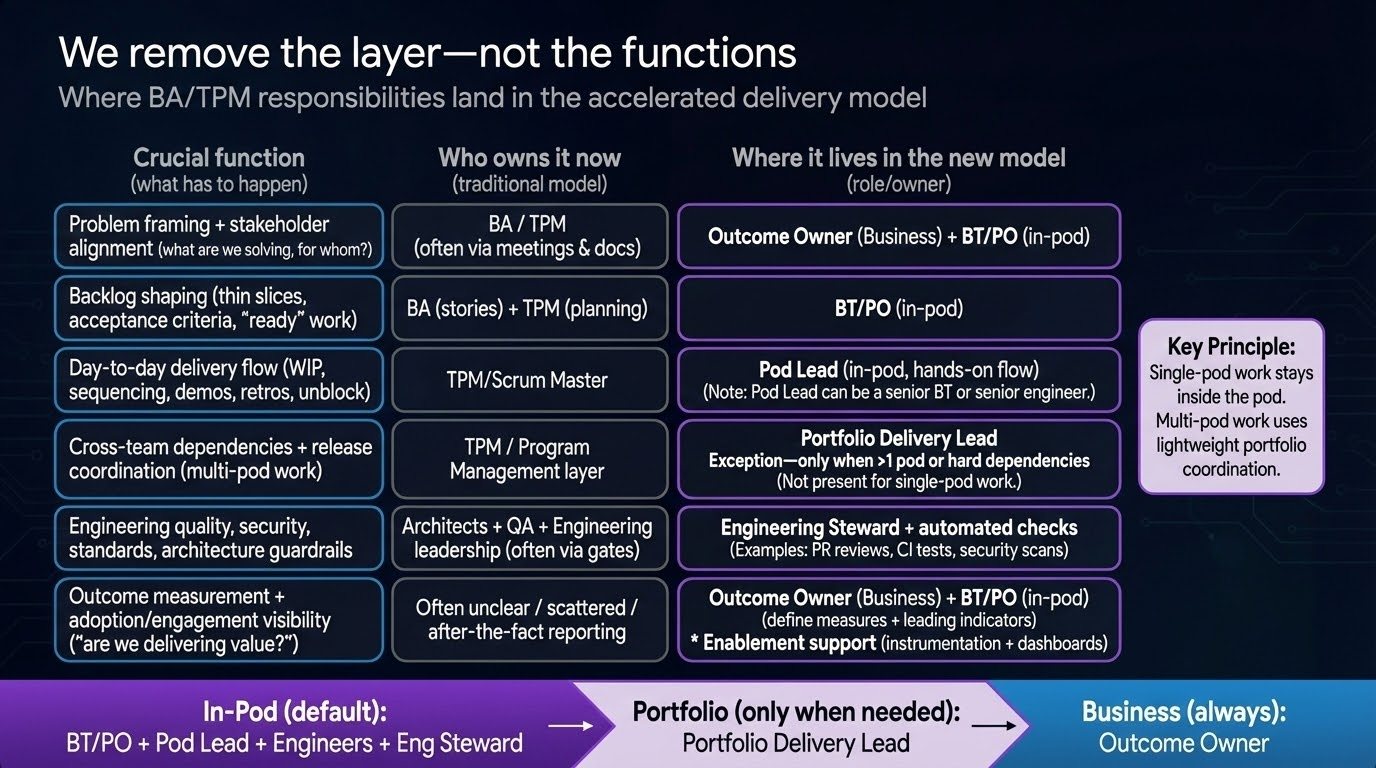 We remove the layer—not the functions
Where BA/TPM responsibilities land in the accelerated delivery model
Crucial function
(what has to happen)
Who owns it now
(traditional model)
Where it lives in the new model
(role/owner)
Problem framing + stakeholder
alignment (what are we solving, for whom?)
BA / TPM
(often via meetings & docs)
Outcome Owner (Business) + BT/PO (in-pod)
Backlog shaping (thin slices,
acceptance criteria, “ready” work)
BA (stories) + TPM (planning)
BT/PO (in-pod)
Day-to-day delivery flow (WIP,
sequencing, demos, retros, unblock)
TPM/Scrum Master
Pod Lead (in-pod, hands-on flow)
(Note: Pod Lead can be a senior BT or senior engineer.)
Cross-team dependencies + release
coordination (multi-pod work)
TPM / Program
Management layer
Portfolio Delivery Lead
Exception—only when >1 pod or hard dependencies
(Not present for single-pod work.)
Engineering quality, security,
standards, architecture guardrails
Architects + QA + Engineering
leadership (often via gates)
Engineering Steward + automated checks
(Examples: PR reviews, CI tests, security scans)
Outcome measurement +
adoption/engagement visibility
(“are we delivering value?”)
Often unclear / scattered /
after-the-fact reporting
Outcome Owner (Business) + BT/PO (in-pod)
(define measures + leading indicators)
* Enablement support (instrumentation + dashboards)
Key Principle:
Single-pod work stays
inside the pod.
Multi-pod work uses
lightweight portfolio
coordination.
In-Pod (default):
BT/PO + Pod Lead + Engineers + Eng Steward
Portfolio (only when needed):
Portfolio Delivery Lead
Business (always):
Outcome Owner